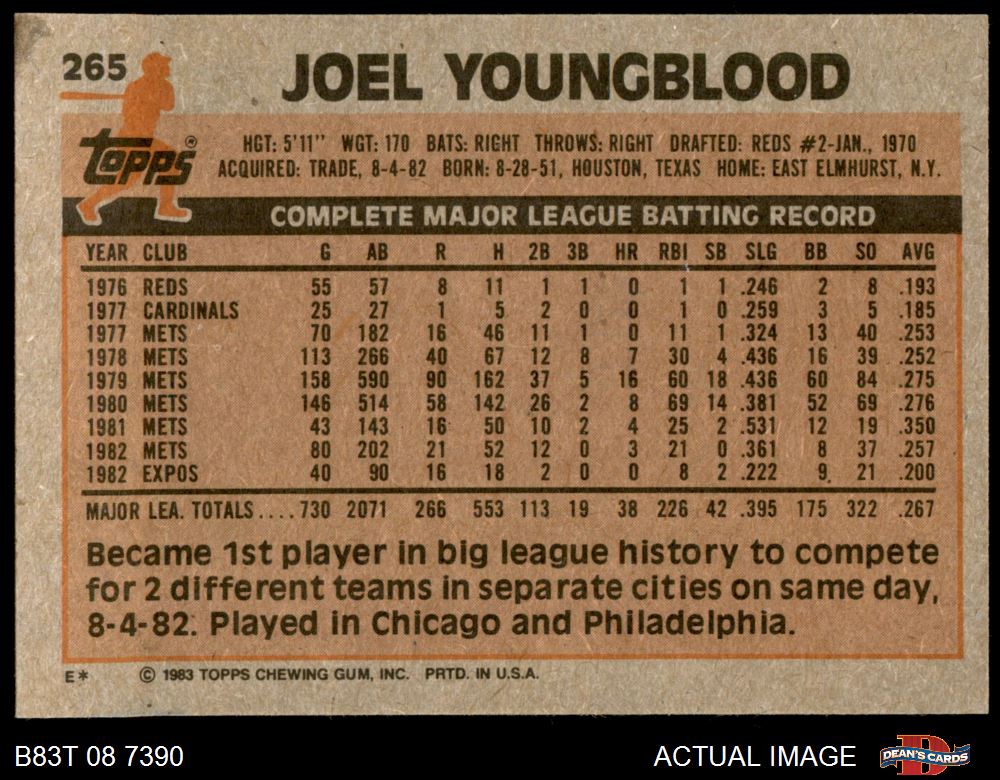 265 JOEL YOUNGBLOOD
topps®
HGT: 5'11" WGT: 170 BATS: RIGHT THROWS: RIGHT DRAFTED: REDS #2-JAN., 1970
ACQUIRED: TRADE, 8-4-82 BORN: 8-28-51, HOUSTON, TEXAS HOME: EAST ELMHURST, N.Y.
COMPLETE MAJOR LEAGUE BATTING RECORD
YEAR CLUB G AB R H 2B 3B HR RBI SB SLG BB SO AVG
1976 REDS 55 57 8 11 1 1 0 1 1 .246 2 8 .193
1977 CARDINALS 25 27 1 5 2 0 0 1 0 .259 3 5 .185
1977 METS 70 182 16 46 11 1 0 11 1 .324 13 40 .253
1978 METS 113 266 40 67 12 8 7 30 4 .436 16 39 .252
1979 METS 158 590 90 162 37 5 16 60 18 .436 60 84 .275
1980 METS 146 514 58 142 26 2 8 69 14 .381 52 69 .276
1981 METS 43 143 16 50 10 2 4 25 2 .531 12 19 .350
1982 METS 80 202 21 52 12 0 3 21 0 .361 8 37 .257
1982 EXPOS 40 90 16 18 2 0 0 8 2 .222 9 21 .200
MAJOR LEA. TOTALS.... 730 2071 266 553 113 19 38 226 42 .395 175 322 .267
Became 1st player in big league history to compete
for 2 different teams in separate cities on same day,
8-4-82. Played in Chicago and Philadelphia.
E* © 1983 TOPPS CHEWING GUM, INC. PRTD. IN U.S.A.
B83T 08 7390 ACTUAL IMAGE DEAN'S CARDS